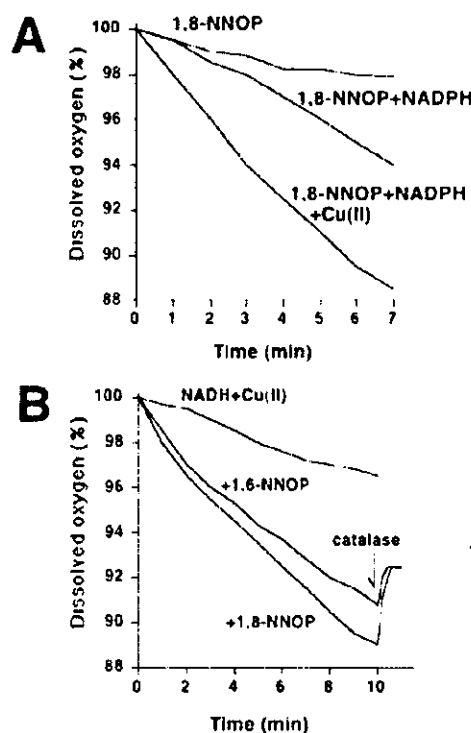 A
1,8-NNOP
1,8-NNOP+NADPH
1,8-NNOP+NADPH
+Cu(II)
Dissolved oxygen (%)
100
98
96
94
92
90
88
0 1 2 3 4 5 6 7
Time (min)
B
NADH+Cu(II)
+1,6-NNOP
catalase
+1,8-NNOP
Dissolved oxygen (%)
100
98
96
94
92
90
88
0 2 4 6 8 10
Time (min)